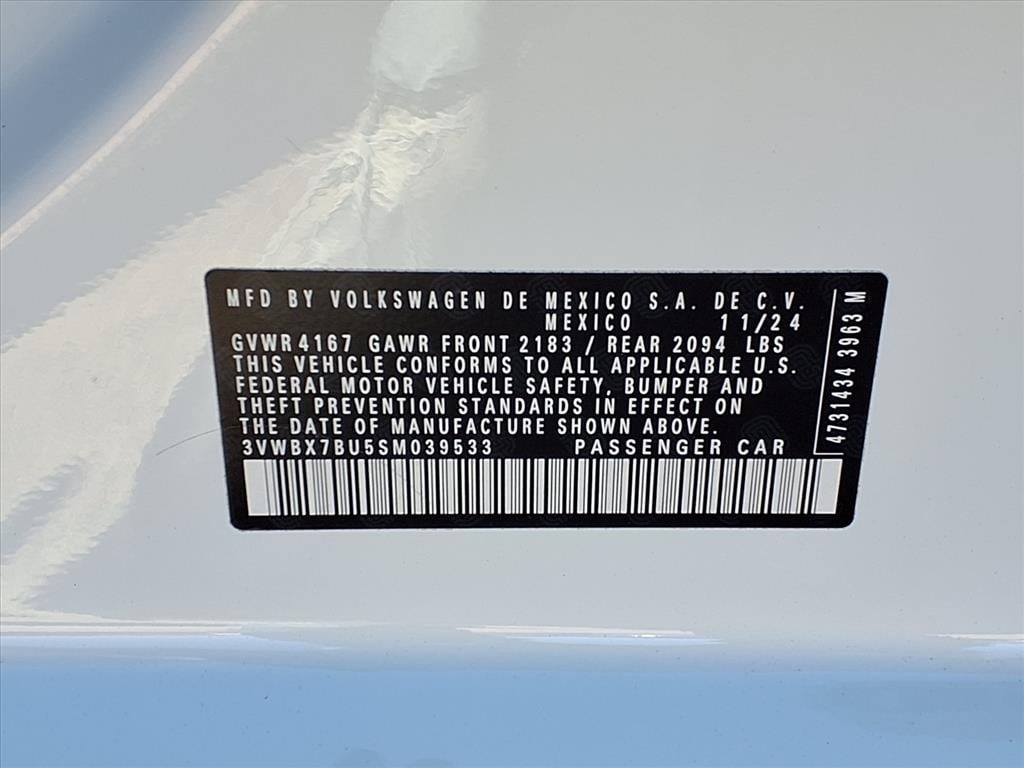 MFD BY VOLKSWAGEN DE MEXICO S.A. DE C.V.
MEXICO 11/24
GVWR 4167 GAWR FRONT 2183 / REAR 2094 LBS
THIS VEHICLE CONFORMS TO ALL APPLICABLE U.S.
FEDERAL MOTOR VEHICLE SAFETY, BUMPER AND
THEFT PREVENTION STANDARDS IN EFFECT ON
THE DATE OF MANUFACTURE SHOWN ABOVE.
3VWBX7BU5SM039533 PASSENGER CAR
4731434 3963 M